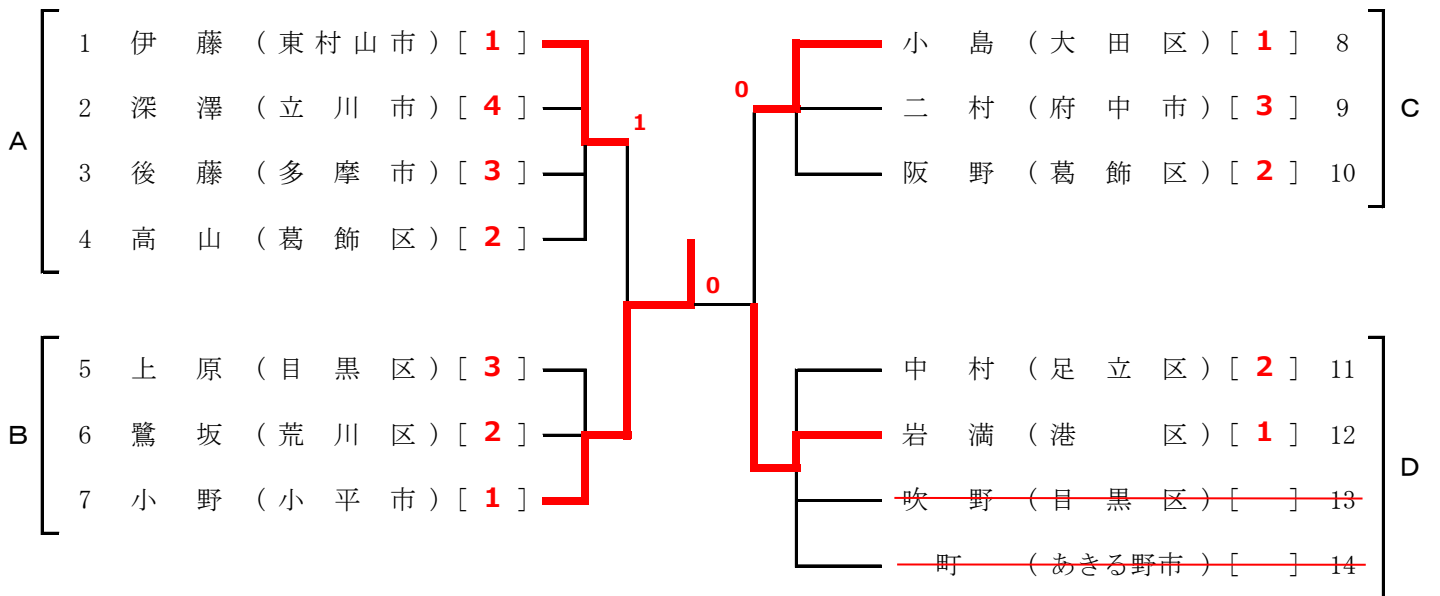 A
1 伊藤 (東村山市) [ 1 ]
2 深澤 (立川市) [ 4 ]
3 後藤 (多摩市) [ 3 ]
4 高山 (葛飾区) [ 2 ]
1
B
5 上原 (目黒区) [ 3 ]
6 鷺坂 (荒川区) [ 2 ]
7 小野 (小平市) [ 1 ]
0
0
小島 (大田区) [ 1 ] 8
二村 (府中市) [ 3 ] 9
阪野 (葛飾区) [ 2 ] 10
C
中村 (足立区) [ 2 ] 11
岩満 (港区) [ 1 ] 12
吹野 (目黒区) [ ] 13
町 (あきる野市) [ ] 14
D